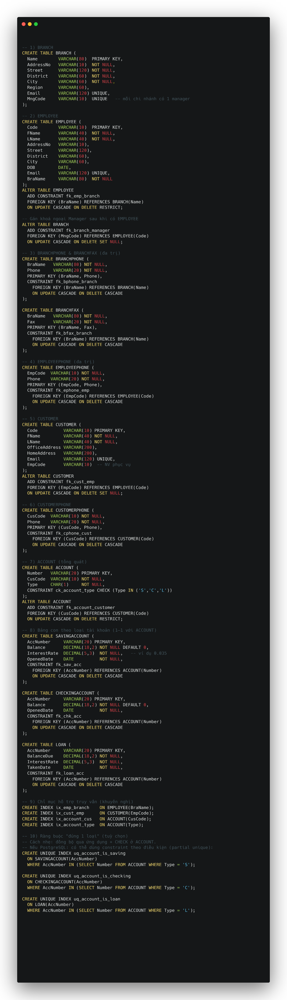 -- 1) BRANCH
CREATE TABLE BRANCH (
  Name        VARCHAR(80)  PRIMARY KEY,
  AddressNo   VARCHAR(10)  NOT NULL,
  Street      VARCHAR(120) NOT NULL,
  District    VARCHAR(60)  NOT NULL,
  City        VARCHAR(60)  NOT NULL,
  Region      VARCHAR(60),
  Email       VARCHAR(120) UNIQUE,
  MngCode     VARCHAR(10)  UNIQUE   -- mỗi chi nhánh có 1 manager
);

-- 2) EMPLOYEE
CREATE TABLE EMPLOYEE (
  Code        VARCHAR(10)  PRIMARY KEY,
  FName       VARCHAR(40)  NOT NULL,
  LName       VARCHAR(40)  NOT NULL,
  AddressNo   VARCHAR(10),
  Street      VARCHAR(120),
  District    VARCHAR(60),
  City        VARCHAR(60),
  DOB         DATE,
  Email       VARCHAR(120) UNIQUE,
  BraName     VARCHAR(80)  NOT NULL
);
ALTER TABLE EMPLOYEE
  ADD CONSTRAINT fk_emp_branch
  FOREIGN KEY (BraName) REFERENCES BRANCH(Name)
  ON UPDATE CASCADE ON DELETE RESTRICT;

-- Gán khoá ngoại Manager sau khi có EMPLOYEE
ALTER TABLE BRANCH
  ADD CONSTRAINT fk_branch_manager
  FOREIGN KEY (MngCode) REFERENCES EMPLOYEE(Code)
  ON UPDATE CASCADE ON DELETE SET NULL;

-- 3) BRANCHPHONE & BRANCHFAX (đa trị)
CREATE TABLE BRANCHPHONE (
  BraName   VARCHAR(80) NOT NULL,
  Phone     VARCHAR(20) NOT NULL,
  PRIMARY KEY (BraName, Phone),
  CONSTRAINT fk_bphone_branch
    FOREIGN KEY (BraName) REFERENCES BRANCH(Name)
    ON UPDATE CASCADE ON DELETE CASCADE
);

CREATE TABLE BRANCHFAX (
  BraName   VARCHAR(80) NOT NULL,
  Fax       VARCHAR(20) NOT NULL,
  PRIMARY KEY (BraName, Fax),
  CONSTRAINT fk_bfax_branch
    FOREIGN KEY (BraName) REFERENCES BRANCH(Name)
    ON UPDATE CASCADE ON DELETE CASCADE
);

-- 4) EMPLOYEEPHONE (đa trị)
CREATE TABLE EMPLOYEEPHONE (
  EmpCode  VARCHAR(10) NOT NULL,
  Phone    VARCHAR(20) NOT NULL,
  PRIMARY KEY (EmpCode, Phone),
  CONSTRAINT fk_ephone_emp
    FOREIGN KEY (EmpCode) REFERENCES EMPLOYEE(Code)
    ON UPDATE CASCADE ON DELETE CASCADE
);

-- 5) CUSTOMER
CREATE TABLE CUSTOMER (
  Code          VARCHAR(10) PRIMARY KEY,
  FName         VARCHAR(40) NOT NULL,
  LName         VARCHAR(40) NOT NULL,
  OfficeAddress VARCHAR(200),
  HomeAddress   VARCHAR(200),
  Email         VARCHAR(120) UNIQUE,
  EmpCode       VARCHAR(10)  -- NV phục vụ
);
ALTER TABLE CUSTOMER
  ADD CONSTRAINT fk_cust_emp
  FOREIGN KEY (EmpCode) REFERENCES EMPLOYEE(Code)
  ON UPDATE CASCADE ON DELETE SET NULL;

-- 6) CUSTOMERPHONE
CREATE TABLE CUSTOMERPHONE (
  CusCode  VARCHAR(10) NOT NULL,
  Phone    VARCHAR(20) NOT NULL,
  PRIMARY KEY (CusCode, Phone),
  CONSTRAINT fk_cphone_cust
    FOREIGN KEY (CusCode) REFERENCES CUSTOMER(Code)
    ON UPDATE CASCADE ON DELETE CASCADE
);

-- 7) ACCOUNT (tổng quát)
CREATE TABLE ACCOUNT (
  Number   VARCHAR(20) PRIMARY KEY,
  CusCode  VARCHAR(10) NOT NULL,
  Type     CHAR(1)     NOT NULL,
  CONSTRAINT ck_account_type CHECK (Type IN ('S','C','L'))
);
ALTER TABLE ACCOUNT
  ADD CONSTRAINT fk_account_customer
  FOREIGN KEY (CusCode) REFERENCES CUSTOMER(Code)
  ON UPDATE CASCADE ON DELETE RESTRICT;

-- 8) Bảng con theo loại tài khoản (1–1 với ACCOUNT)
CREATE TABLE SAVINGACCOUNT (
  AccNumber     VARCHAR(20) PRIMARY KEY,
  Balance       DECIMAL(18,2) NOT NULL DEFAULT 0,
  InterestRate  DECIMAL(5,3)  NOT NULL,   -- ví dụ 0.035
  OpenedDate    DATE          NOT NULL,
  CONSTRAINT fk_sav_acc
    FOREIGN KEY (AccNumber) REFERENCES ACCOUNT(Number)
    ON UPDATE CASCADE ON DELETE CASCADE
);

CREATE TABLE CHECKINGACCOUNT (
  AccNumber     VARCHAR(20) PRIMARY KEY,
  Balance       DECIMAL(18,2) NOT NULL DEFAULT 0,
  OpenedDate    DATE          NOT NULL,
  CONSTRAINT fk_chk_acc
    FOREIGN KEY (AccNumber) REFERENCES ACCOUNT(Number)
    ON UPDATE CASCADE ON DELETE CASCADE
);

CREATE TABLE LOAN (
  AccNumber     VARCHAR(20) PRIMARY KEY,
  BalanceDue    DECIMAL(18,2) NOT NULL,
  InterestRate  DECIMAL(5,3)  NOT NULL,
  TakenDate     DATE          NOT NULL,
  CONSTRAINT fk_loan_acc
    FOREIGN KEY (AccNumber) REFERENCES ACCOUNT(Number)
    ON UPDATE CASCADE ON DELETE CASCADE
);

-- 9) Chỉ mục hỗ trợ truy vấn (khuyến nghị)
CREATE INDEX ix_emp_branch    ON EMPLOYEE(BraName);
CREATE INDEX ix_cust_emp      ON CUSTOMER(EmpCode);
CREATE INDEX ix_account_cus   ON ACCOUNT(CusCode);
CREATE INDEX ix_account_type  ON ACCOUNT(Type);

-- 10) Ràng buộc "đúng 1 loại" (tuỳ chọn)
-- Cách nhẹ: đồng bộ qua ứng dụng + CHECK ở ACCOUNT.
-- Nếu PostgreSQL: có thể dùng constraint theo điều kiện (partial unique):
CREATE UNIQUE INDEX uq_account_is_saving
  ON SAVINGACCOUNT(AccNumber)
  WHERE AccNumber IN (SELECT Number FROM ACCOUNT WHERE Type = 'S');

CREATE UNIQUE INDEX uq_account_is_checking
  ON CHECKINGACCOUNT(AccNumber)
  WHERE AccNumber IN (SELECT Number FROM ACCOUNT WHERE Type = 'C');

CREATE UNIQUE INDEX uq_account_is_loan
  ON LOAN(AccNumber)
  WHERE AccNumber IN (SELECT Number FROM ACCOUNT WHERE Type = 'L');